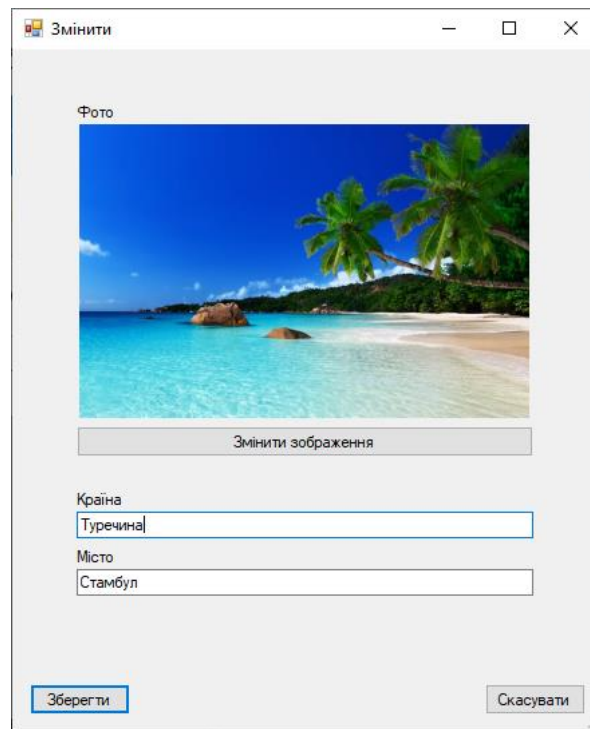 Змінити
Фото
Змінити зображення
Країна
Туречина
Місто
Стамбул
Зберегти
Скасувати